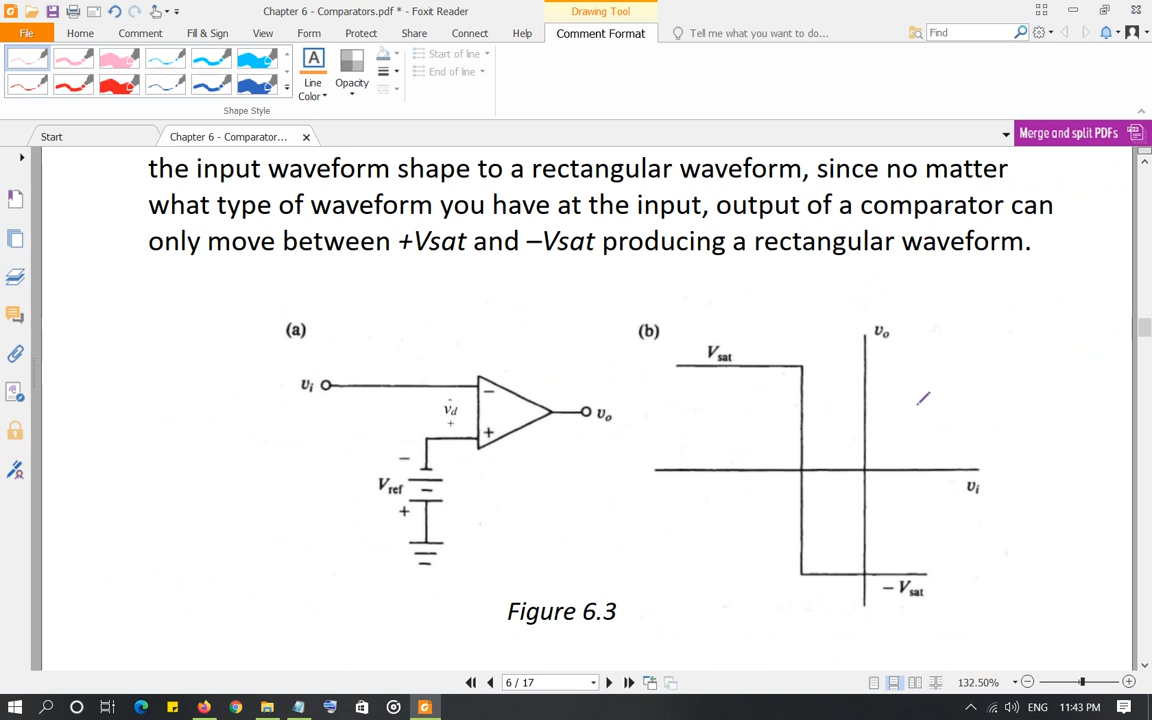 Chapter 6 - Comparators.pdf * - Foxit Reader
Drawing Tool
File Home Comment Fill & Sign View Form Protect Share Connect Help Comment Format Tell me what you want to do... Find
Line Color
Opacity
Start of line
End of line
Shape Style
Start
Chapter 6 - Comparator...
Merge and split PDFs
the input waveform shape to a rectangular waveform, since no matter
what type of waveform you have at the input, output of a comparator can
only move between +Vsat and –Vsat producing a rectangular waveform.
(a)
vi
-
vd
+
−
+
vo
−
Vref
+
(b)
vo
Vsat
vi
− Vsat
Figure 6.3
6 / 17
132.50%
ENG 11:43 PM